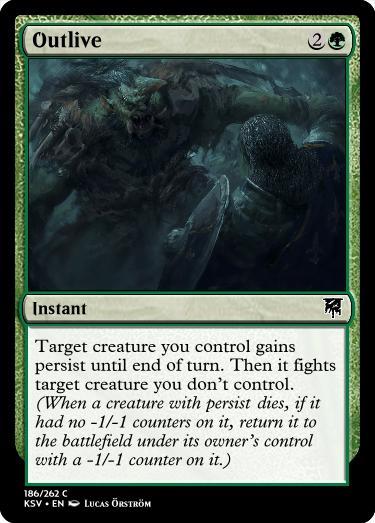 Outlive 2
Instant
Target creature you control gains
persist until end of turn. Then it fights
target creature you don't control.
(When a creature with persist dies, if it
had no -1/-1 counters on it, return it to
the battlefield under its owner's control
with a -1/-1 counter on it.)
186/262 C
KSV • EN Lucas Örström